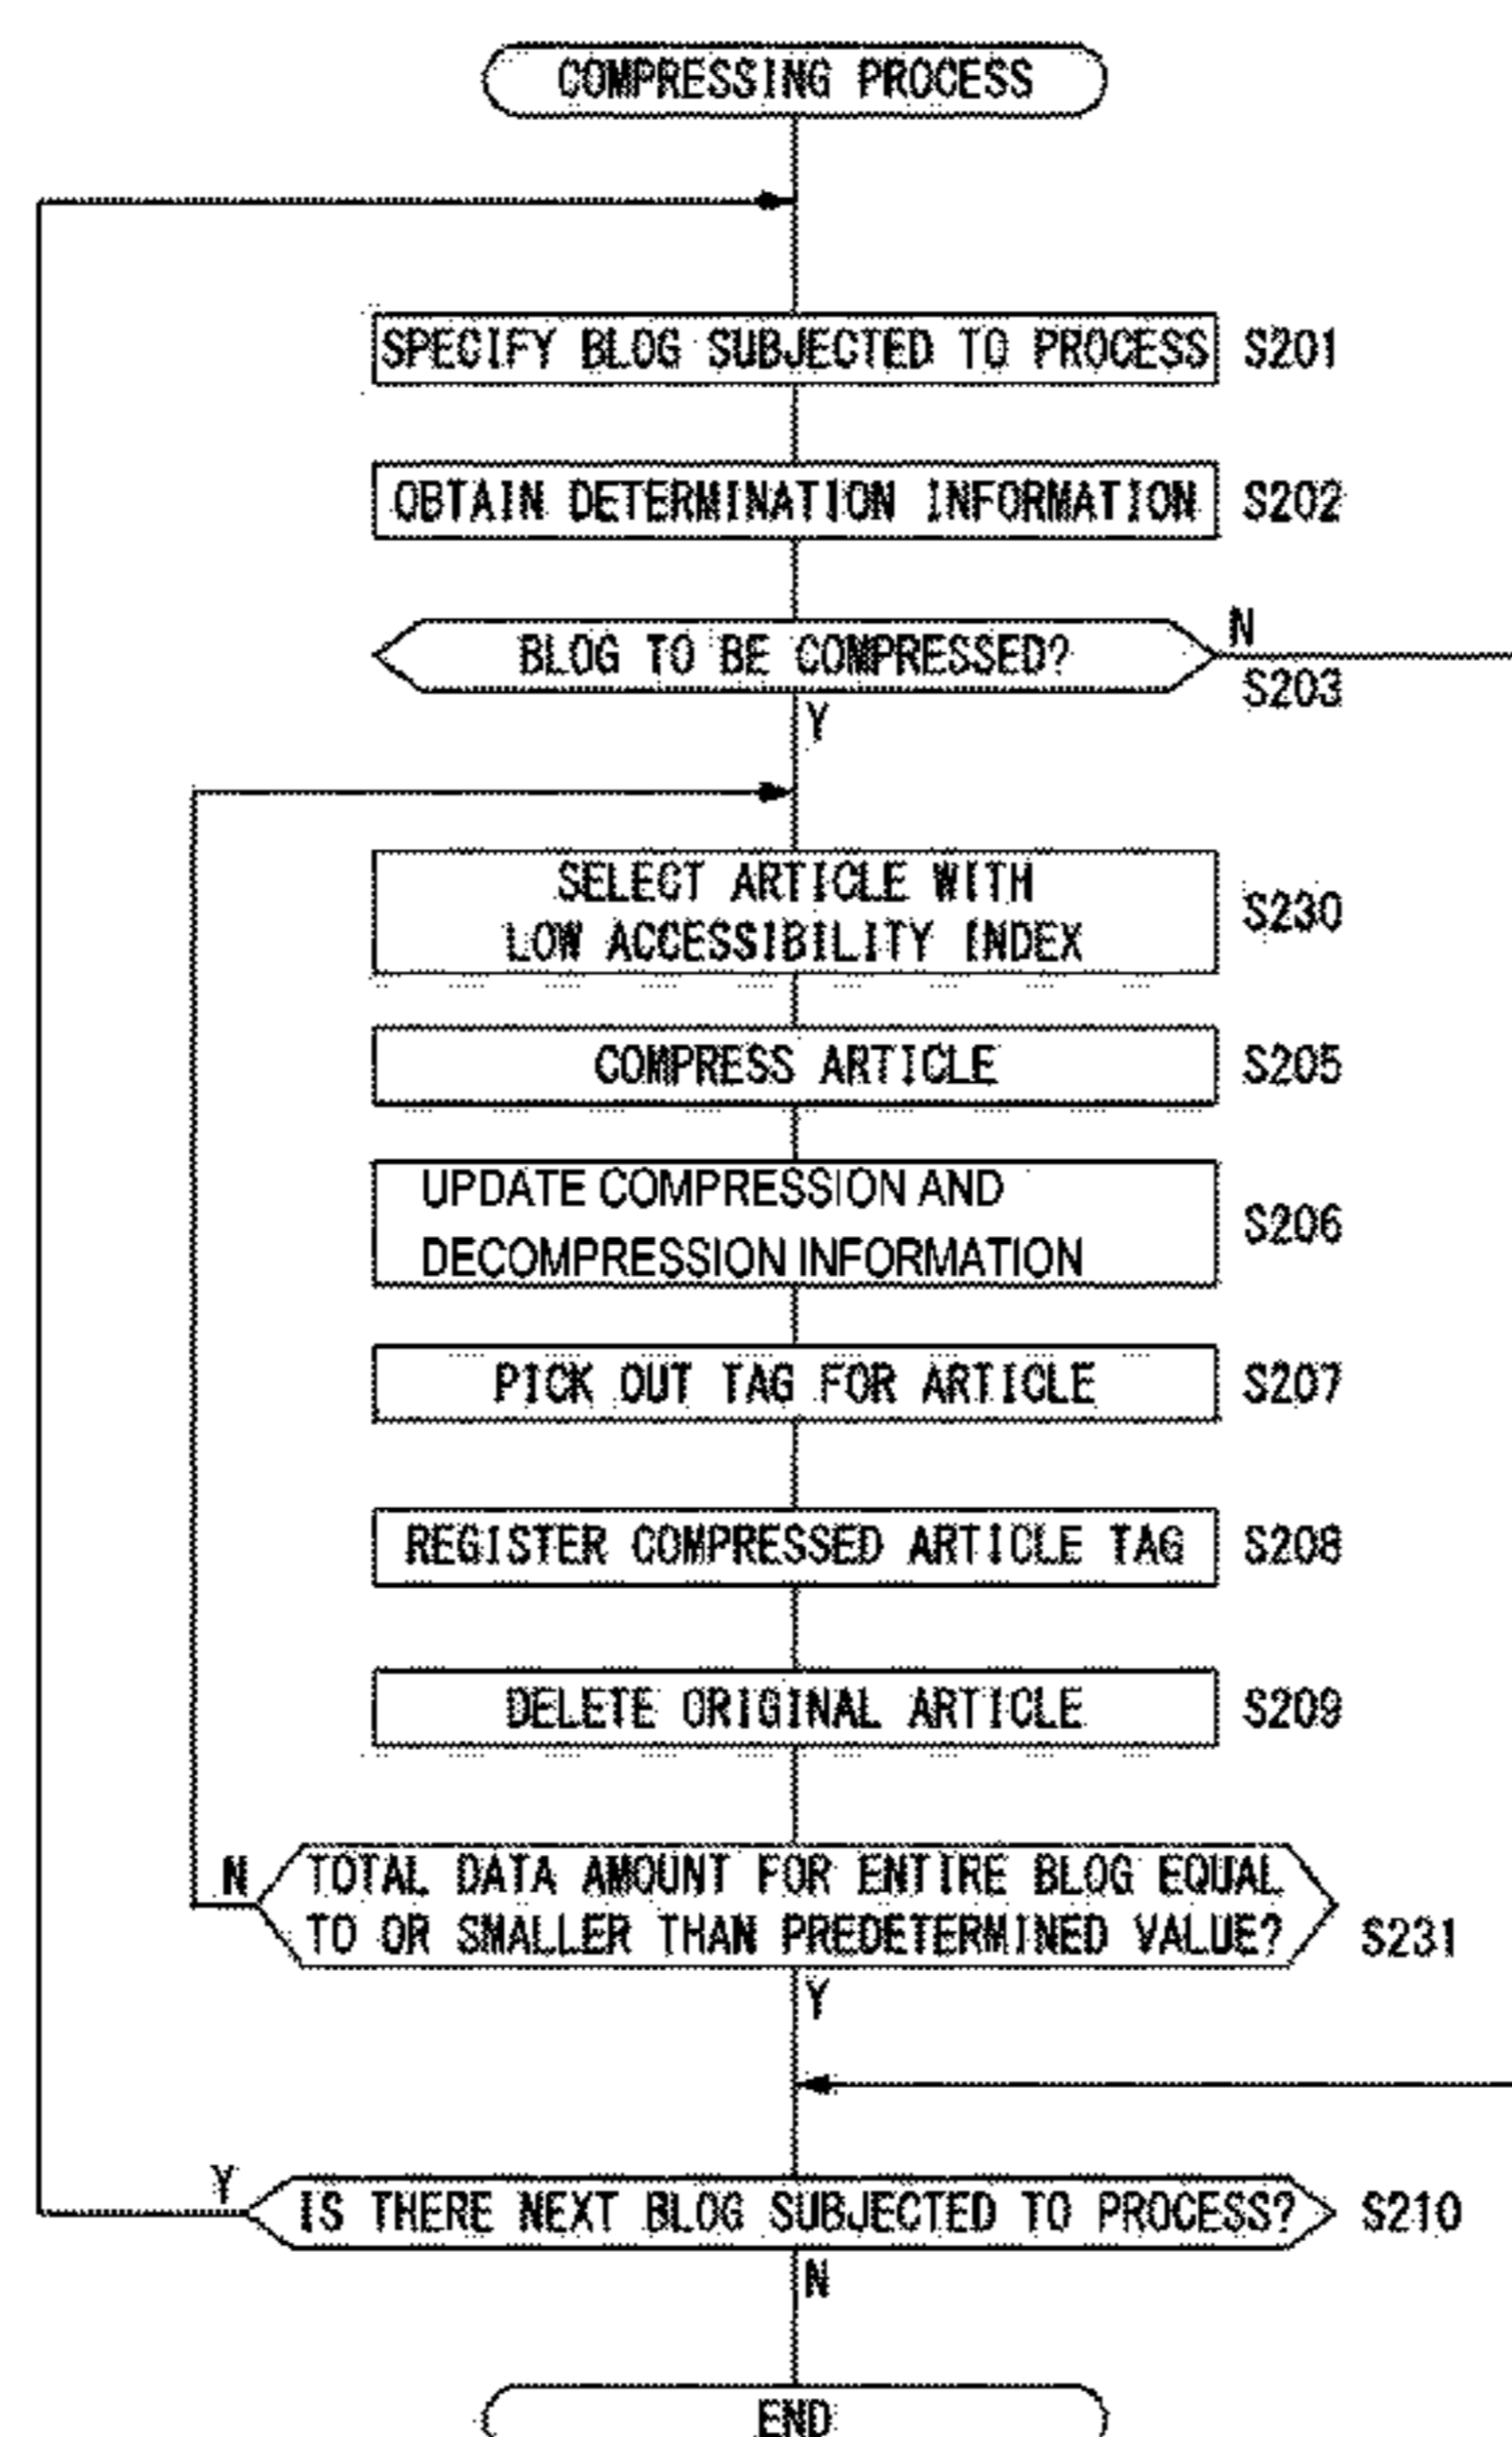 COMPRESSING PROCESS
SPECIFY BLOG SUBJECTED TO PROCESS S201
OBTAIN DETERMINATION INFORMATION S202
BLOG TO BE COMPRESSED? N
S203
Y
SELECT ARTICLE WITH
LOW ACCESSIBILITY INDEX
S230
COMPRESS ARTICLE S205
UPDATE COMPRESSION AND
DECOMPRESSION INFORMATION
S206
PICK OUT TAG FOR ARTICLE S207
REGISTER COMPRESSED ARTICLE TAG S208
DELETE ORIGINAL ARTICLE S209
N
TOTAL DATA AMOUNT FOR ENTIRE BLOG EQUAL
TO OR SMALLER THAN PREDETERMINED VALUE?
S231
Y
Y
IS THERE NEXT BLOG SUBJECTED TO PROCESS? S210
N
END